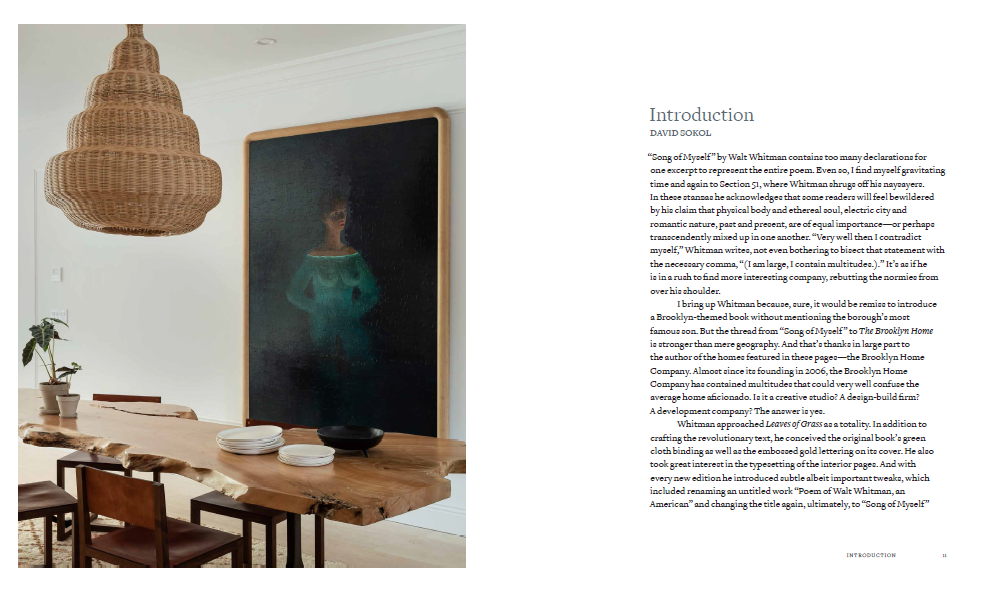 Introduction
DAVID SOKOL
“Song of Myself” by Walt Whitman contains too many declarations for
one excerpt to represent the entire poem. Even so, I find myself gravitating
time and again to Section 51, where Whitman shrugs off his naysayers.
In these stanzas he acknowledges that some readers will feel bewildered
by his claim that physical body and ethereal soul, electric city and
romantic nature, past and present, are of equal importance—or perhaps
transcendently mixed up in one another. “Very well then I contradict
myself,” Whitman writes, not even bothering to bisect that statement with
the necessary comma, “(I am large, I contain multitudes.).” It’s as if he
is in a rush to find more interesting company, rebutting the normies from
over his shoulder.
I bring up Whitman because, sure, it would be remiss to introduce
a Brooklyn-themed book without mentioning the borough’s most
famous son. But the thread from “Song of Myself” to The Brooklyn Home
is stronger than mere geography. And that’s thanks in large part to
the author of the homes featured in these pages—the Brooklyn Home
Company. Almost since its founding in 2006, the Brooklyn Home
Company has contained multitudes that could very well confuse the
average home aficionado. Is it a creative studio? A design-build firm?
A development company? The answer is yes.
Whitman approached Leaves of Grass as a totality. In addition to
crafting the revolutionary text, he conceived the original book’s green
cloth binding as well as the embossed gold lettering on its cover. He also
took great interest in the typesetting of the interior pages. And with
every new edition he introduced subtle albeit important tweaks, which
included renaming an untitled work “Poem of Walt Whitman, an
American” and changing the title again, ultimately, to “Song of Myself”
INTRODUCTION 11